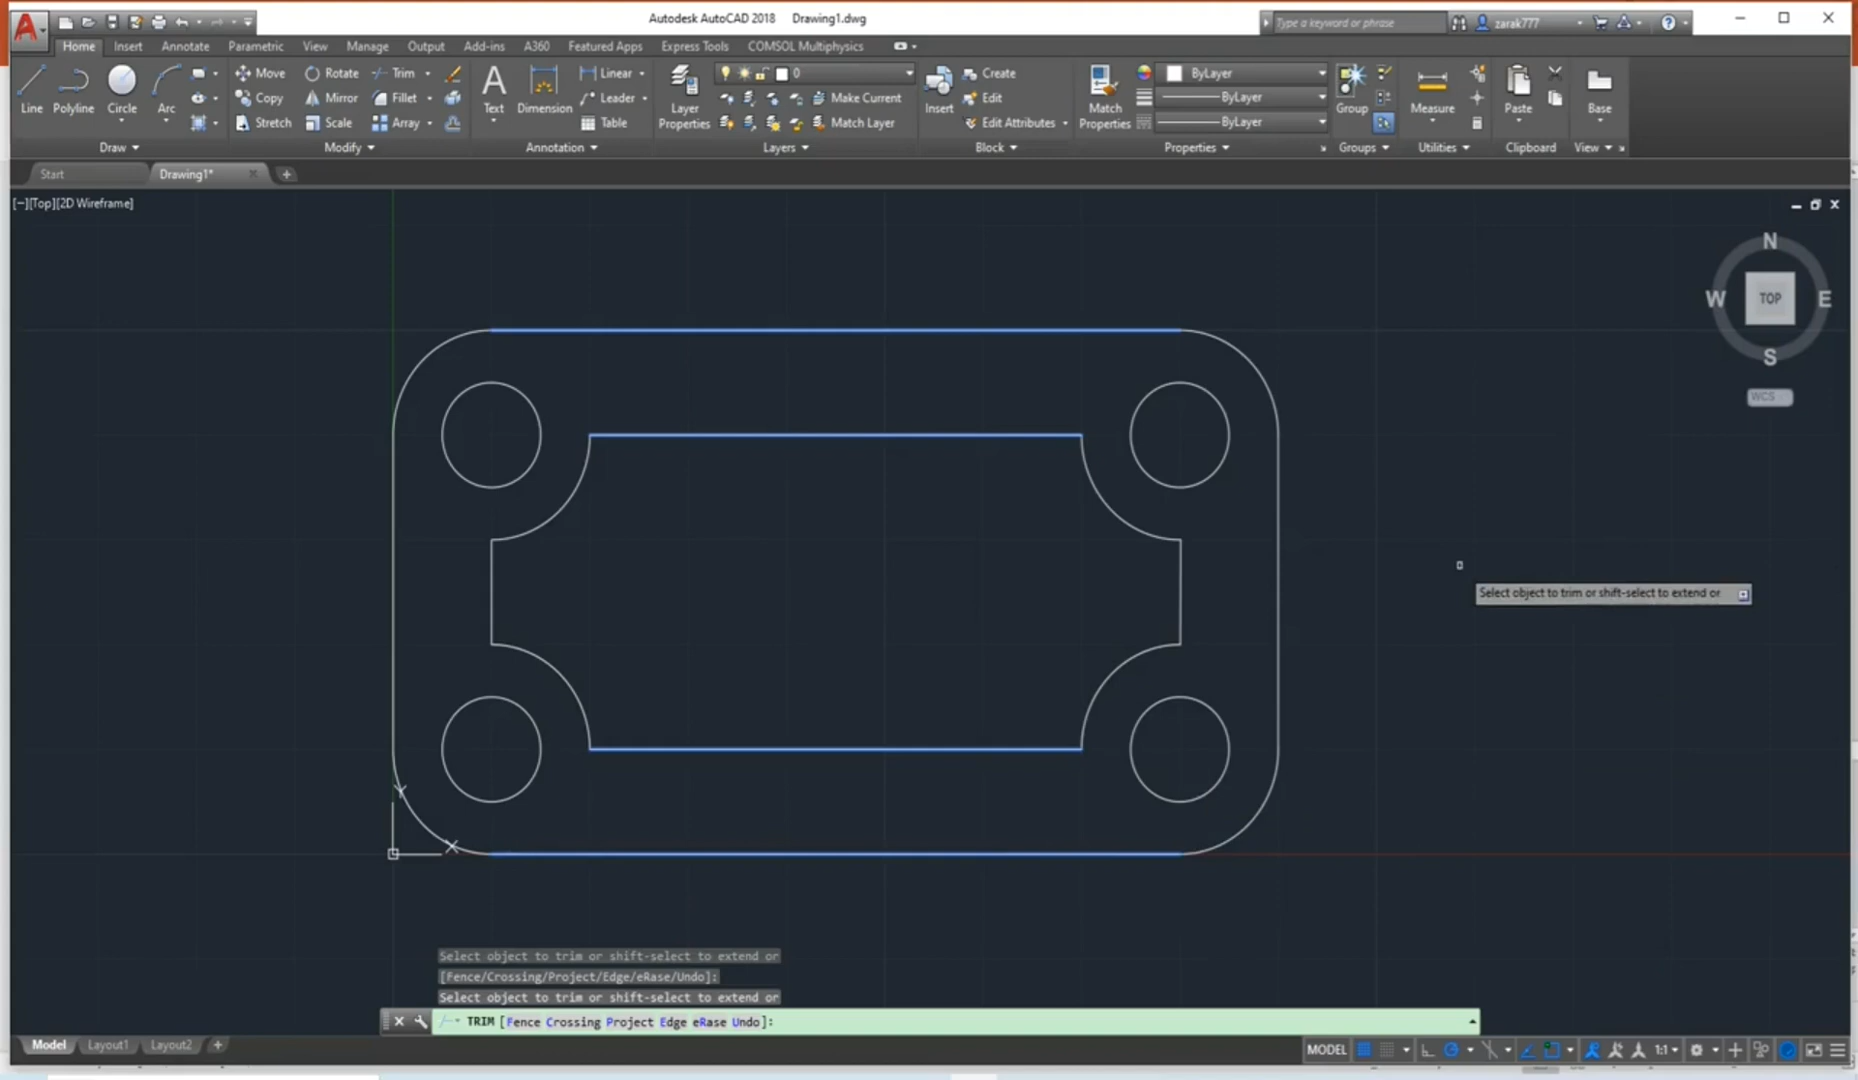 Autodesk AutoCAD 2018 Drawing1.dwg
Type a keyword or phrase
zarak777
Home Insert Annotate Parametric View Manage Output Add-ins A360 Featured Apps Express Tools COMSOL Multiphysics
Line Polyline Circle Arc
Move Rotate Trim
Copy Mirror Fillet
Stretch Scale Array
Text Dimension
Linear
Leader
Table
Layer
Properties
0
Make Current
Match Layer
Insert
Create
Edit
Edit Attributes
Match
Properties
ByLayer
ByLayer
ByLayer
Group
Measure
Paste
Base
Draw Modify Annotation Layers Block Properties Groups Utilities Clipboard View
Start Drawing1* +
[−][Top][2D Wireframe]
N
W TOP E
S
WCS
Select object to trim or shift-select to extend or
Y
X
Select object to trim or shift-select to extend or
[Fence/Crossing/Project/Edge/eRase/Undo]:
Select object to trim or shift-select to extend or
TRIM [Fence Crossing Project Edge eRase Undo]:
Model Layout1 Layout2 +
MODEL 1:1